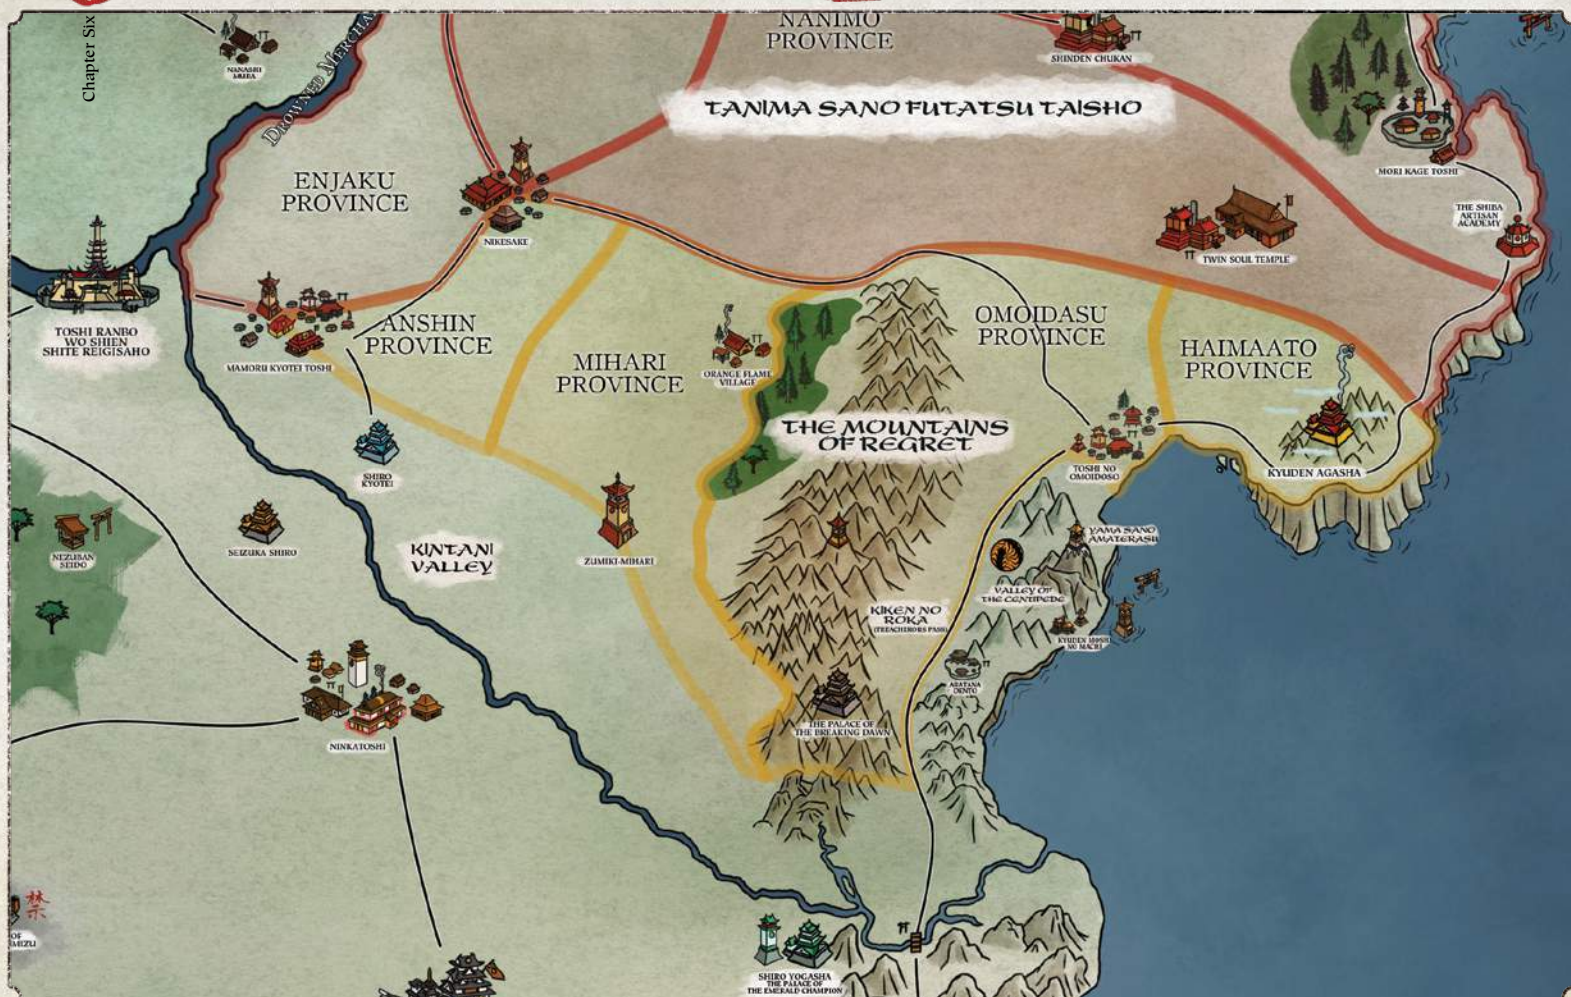 Chapter Six
NANIMO
PROVINCE
NANASHI
MURA
SHINDEN CHUKAN
TANIMA SANO FUTATSU TAISHO
MORI KAGE TOSHI
ENJAKU
PROVINCE
THE SHIBA
ARTISAN
ACADEMY
NIKESAKE
TWIN SOUL TEMPLE
TOSHI RANBO
WO SHIEN
SHITE REIGISAHO
MAMORU KYOTEI TOSHI
ANSHIN
PROVINCE
MIHARI
PROVINCE
ORANGE FLAME
VILLAGE
OMOIDASU
PROVINCE
HAIMAATO
PROVINCE
THE MOUNTAINS
OF REGRET
TOSHI NO
OMOIDOSO
KYUDEN AGASHA
SHIRO
KYOTEI
SEIZUKA SHIRO
NEZUBAN
SEIDO
KINTANI
VALLEY
ZUMIKI-MIHARI
YAMA SANO
AMATERASU
VALLEY OF
THE CENTIPEDE
KIKEN NO
ROKA
(TREACHEROUS PASS)
NINKATOSHI
THE PALACE OF
THE BREAKING DAWN
禁
OF
SHIRO YOGASHA
THE PALACE OF
THE EMERALD CHAMPION